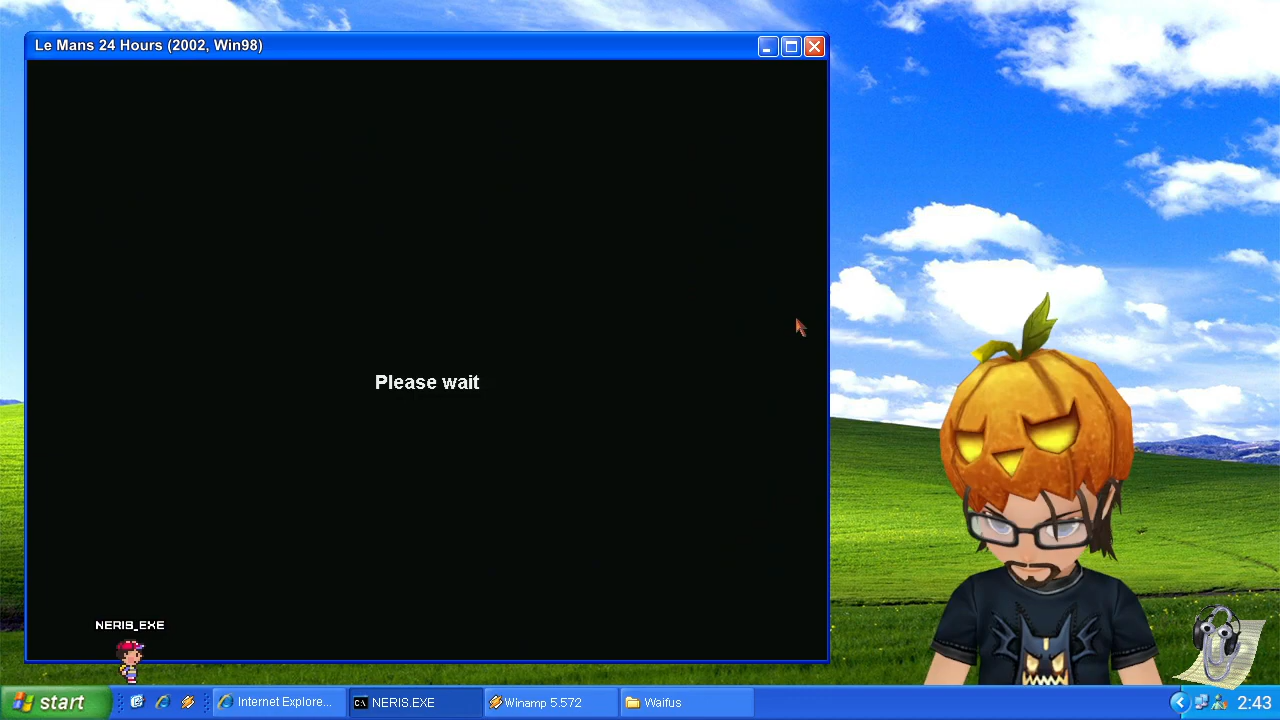 Le Mans 24 Hours (2002, Win98)
Please wait
NERIS_EXE
start
Internet Explore...
C:\
NERIS.EXE
Winamp 5.572
Waifus
2:43